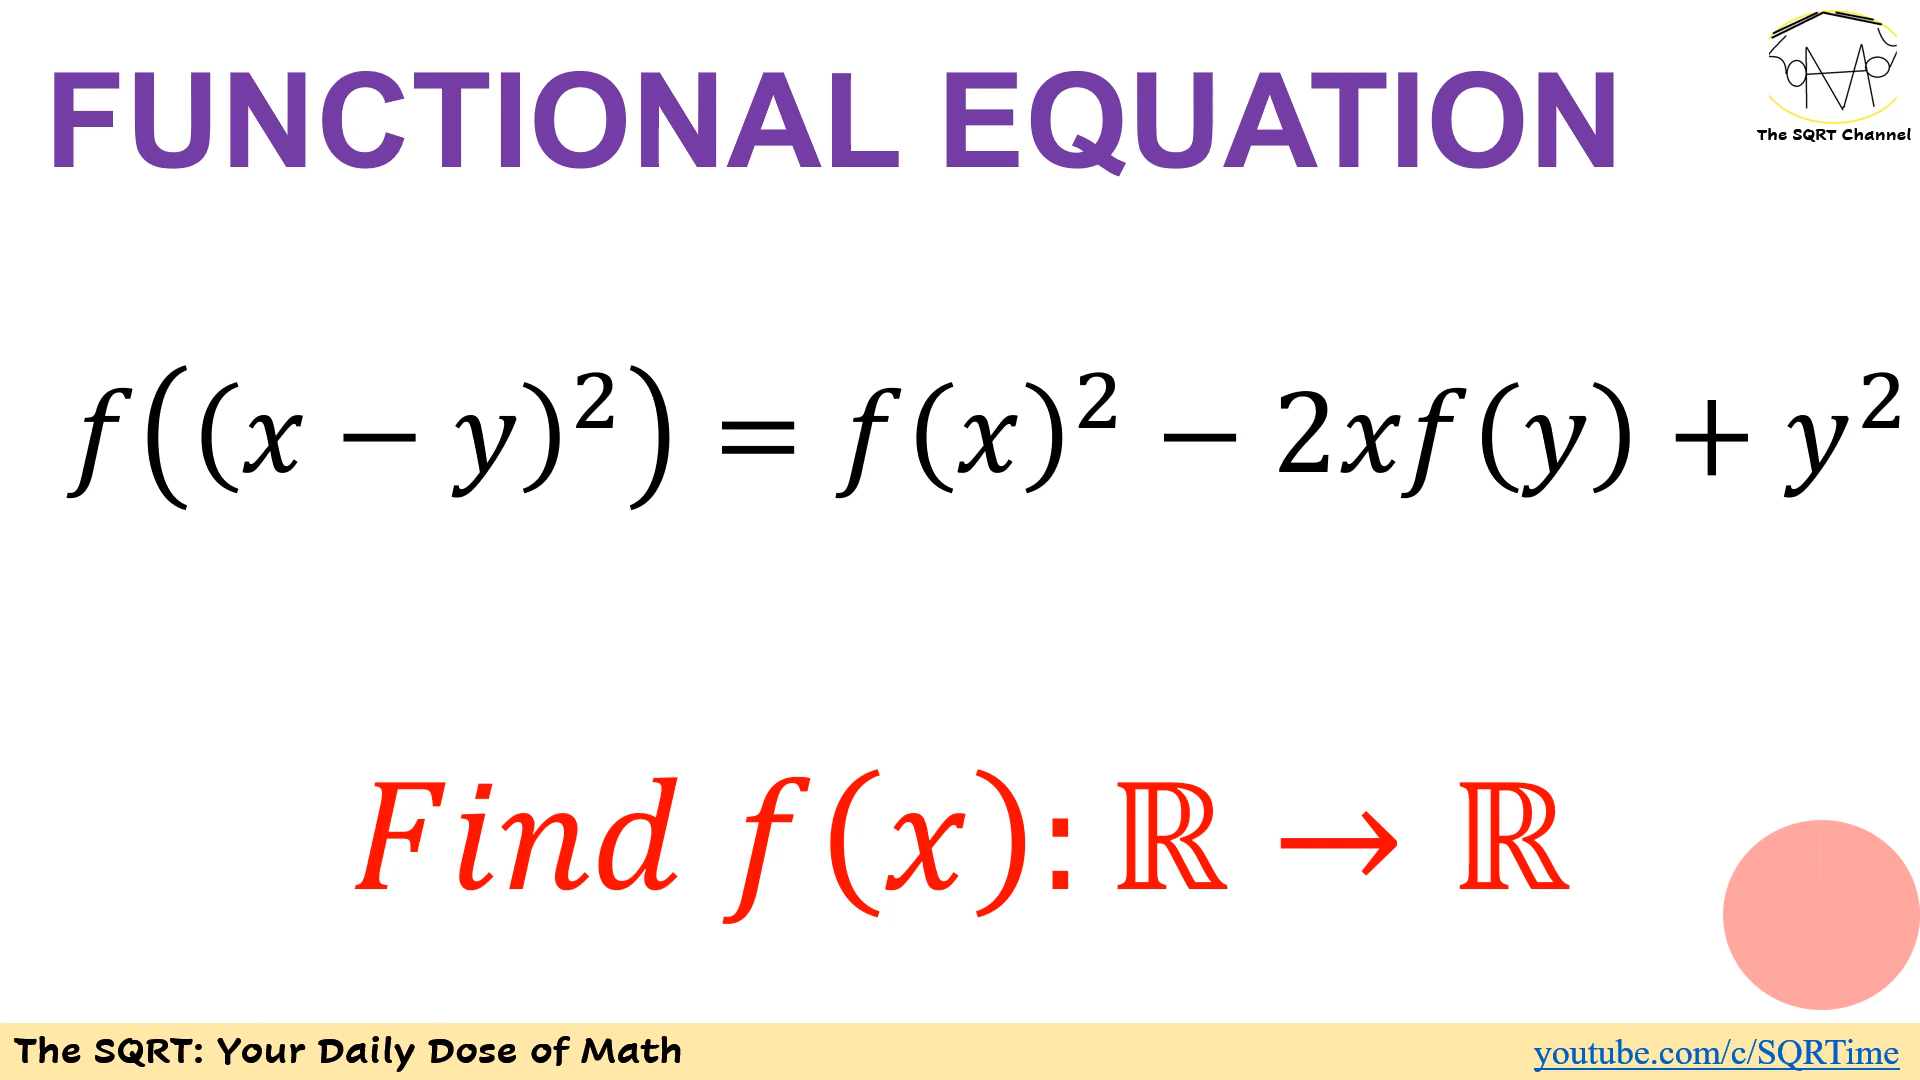 FUNCTIONAL EQUATION
The SQRT Channel
𝑓((𝑥 − 𝑦)²) = 𝑓(𝑥)² − 2𝑥𝑓(𝑦) + 𝑦²
𝐹𝑖𝑛𝑑 𝑓(𝑥): ℝ → ℝ
The SQRT: Your Daily Dose of Math
youtube.com/c/SQRTime